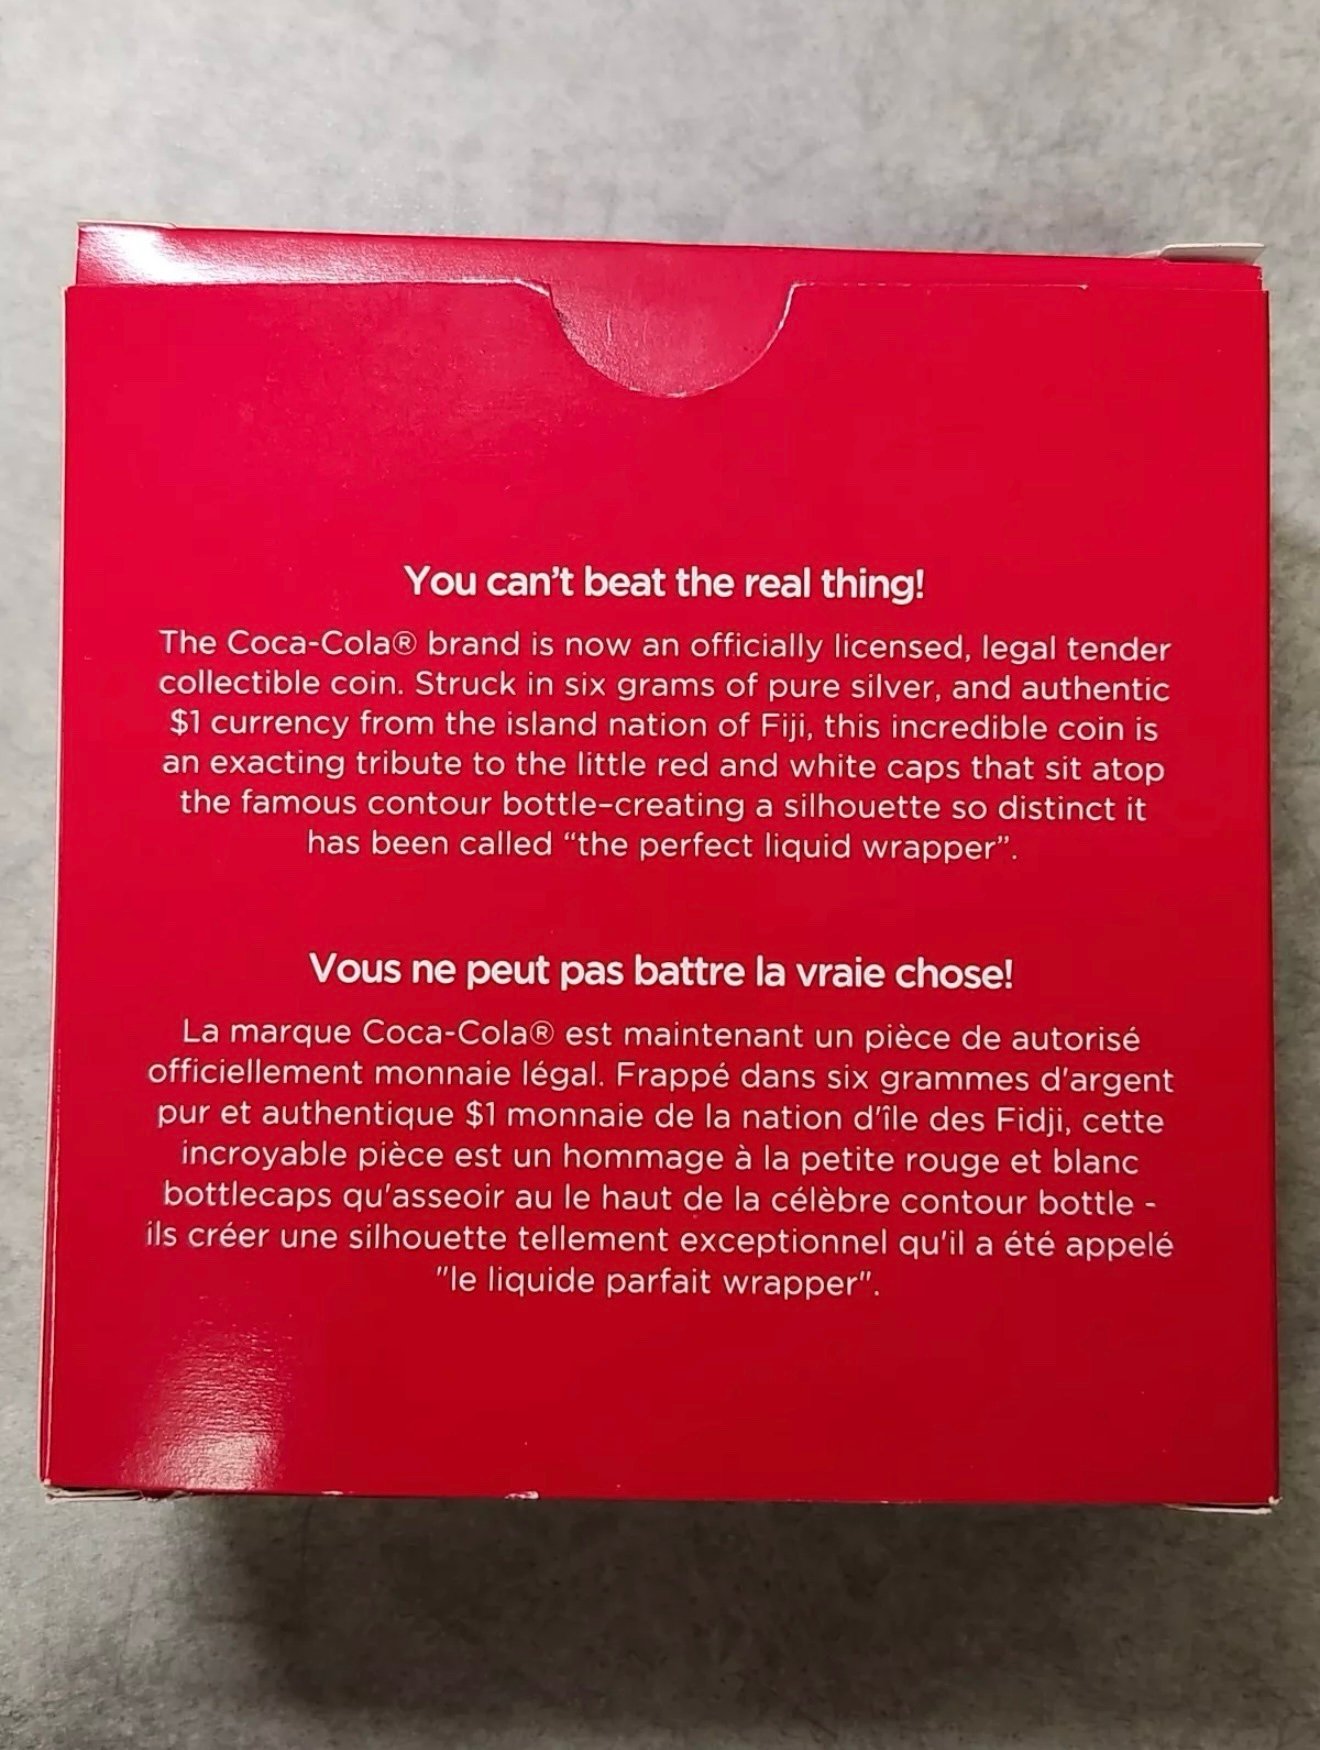 You can’t beat the real thing!
The Coca-Cola® brand is now an officially licensed, legal tender
collectible coin. Struck in six grams of pure silver, and authentic
$1 currency from the island nation of Fiji, this incredible coin is
an exacting tribute to the little red and white caps that sit atop
the famous contour bottle–creating a silhouette so distinct it
has been called “the perfect liquid wrapper”.
Vous ne peut pas battre la vraie chose!
La marque Coca-Cola® est maintenant un pièce de autorisé
officiellement monnaie légal. Frappé dans six grammes d'argent
pur et authentique $1 monnaie de la nation d'île des Fidji, cette
incroyable pièce est un hommage à la petite rouge et blanc
bottlecaps qu'asseoir au le haut de la célèbre contour bottle -
ils créer une silhouette tellement exceptionnel qu'il a été appelé
"le liquide parfait wrapper".